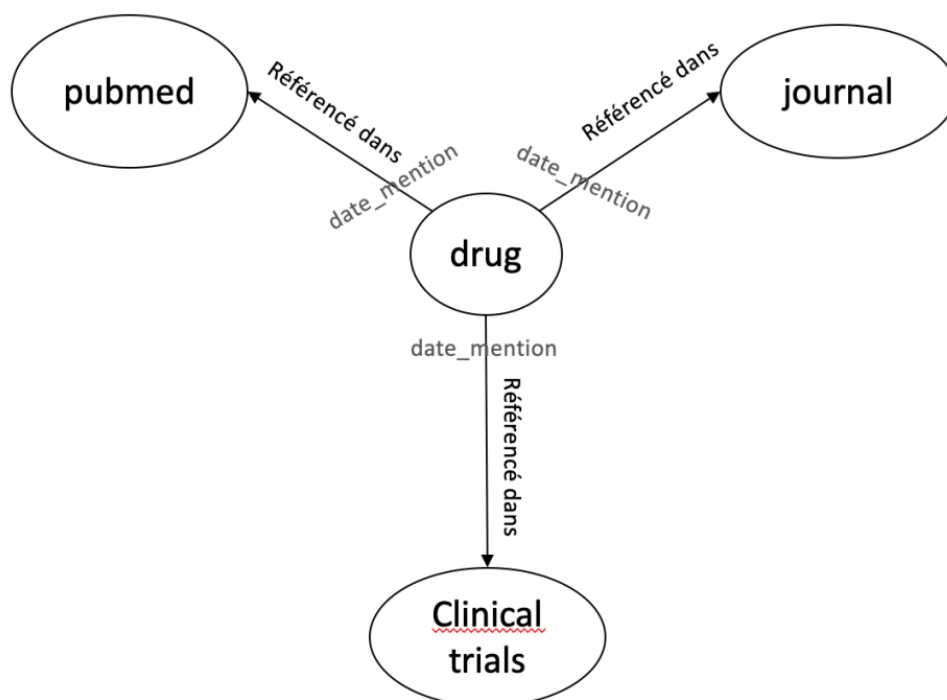 pubmed
Référencé dans
date_mention
Référencé dans
journal
date_mention
drug
date_mention
Référencé dans
Clinical
trials